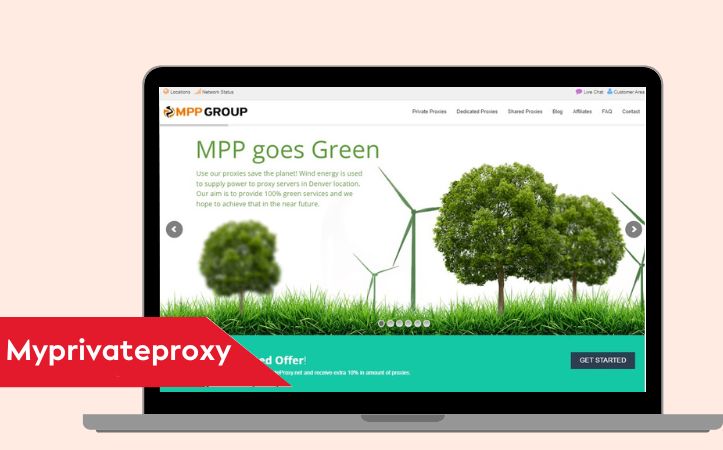 Locations Network Status Live Chat Customer Area
MPP GROUP Private Proxies Dedicated Proxies Shared Proxies Blog Affiliates FAQ Contact
MPP goes Green
Use our proxies save the planet! Wind energy is used
to supply power to proxy servers in Denver location.
Our aim is to provide 100% green services and we
hope to achieve that in the near future.
Myprivateproxy
ed Offer!
GET STARTED
Proxy.net and receive extra 10% in amount of proxies.